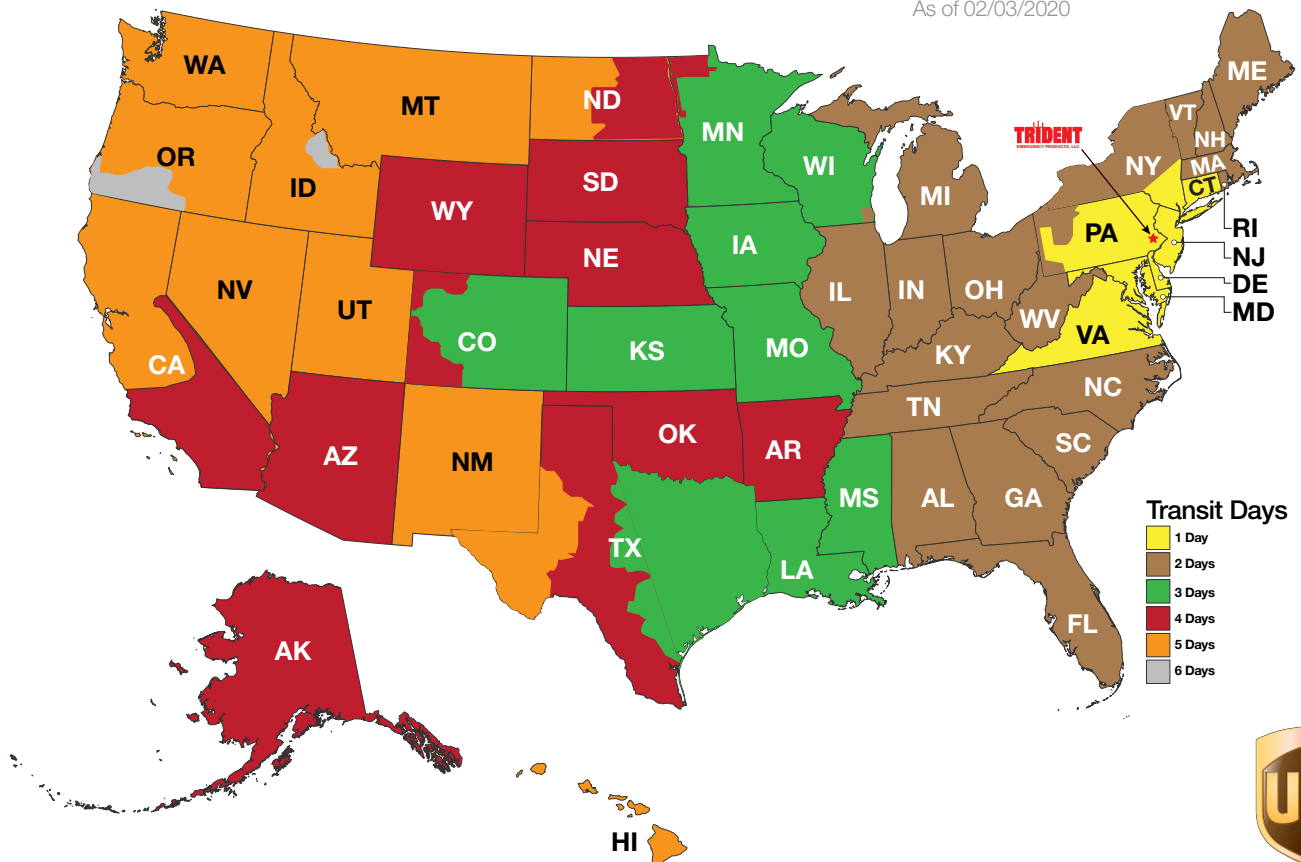 As of 02/03/2020
WA
MT
ND
MN
ME
VT
NH
TRIDENT
EMERGENCY PRODUCTS, LLC
NY
MA
CT
OR
ID
WY
SD
WI
MI
RI
PA
NJ
DE
MD
NV
UT
CO
NE
IA
IL
IN
OH
WV
VA
CA
KS
MO
KY
NC
TN
AZ
NM
OK
AR
SC
MS
AL
GA
TX
LA
FL
Transit Days
1 Day
2 Days
3 Days
4 Days
5 Days
6 Days
AK
HI